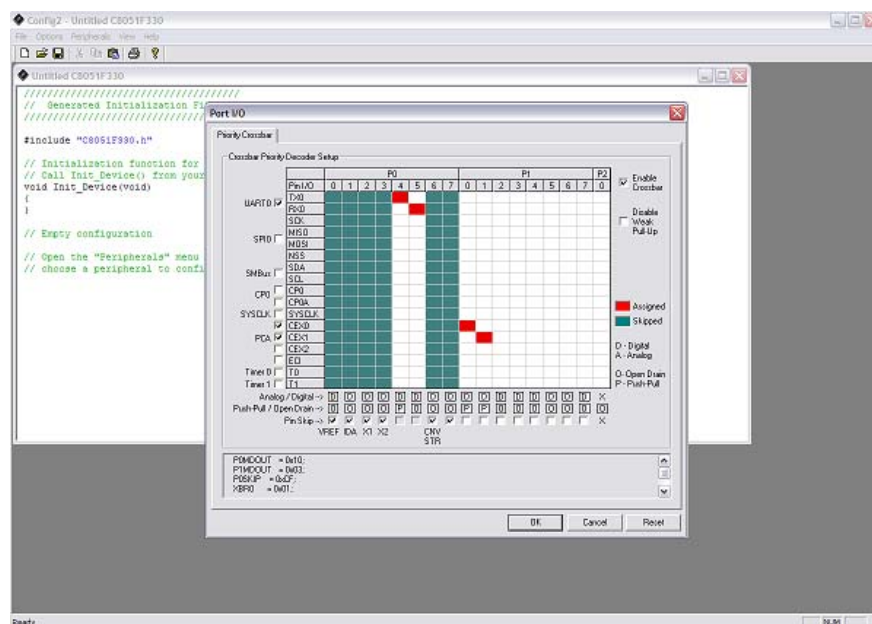 Config2 - Untitled C8051F330
File Options Peripherals View Help
Untitled C8051F330
//////////////////////////////////////
// Generated Initialization Fi
#include "C8051F330.h"
// Initialization function for
// Call Init_Device() from your
void Init_Device(void)
{
}
// Empty configuration
// Open the "Peripherals" menu
// choose a peripheral to confi
Port I/O
Priority Crossbar
Crossbar Priority Decoder Setup
P0 P1 P2
Pin I/O 0 1 2 3 4 5 6 7 0 1 2 3 4 5 6 7 0
UART0 TX0
RX0
SPI0 SCK
MISO
MOSI
NSS
SMBus SDA
SCL
CP0 CP0
CP0A
SYSCLK SYSCLK
PCA CEX0
CEX1
CEX2
ECI
Timer 0 T0
Timer 1 T1
Analog / Digital -> D D D D D D D D D D D D D D D D X
Push-Pull / Open Drain -> O O O O P O O O P P O O O O O O O
Pin Skip -> X
VREF IDA X1 X2 CNV
STR
Enable
Crossbar
Disable
Weak
Pull-Up
Assigned
Skipped
D - Digital
A - Analog
O - Open Drain
P - Push-Pull
P0MDOUT = 0x10;
P1MDOUT = 0x03;
P0SKIP = 0xCF;
XBR0 = 0x01;
OK Cancel Reset
Ready NUM